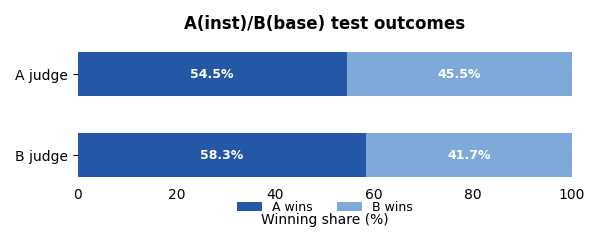 A(inst)/B(base) test outcomes
A judge 54.5% 45.5%
B judge 58.3% 41.7%
0 20 40 60 80 100
A wins B wins
Winning share (%)